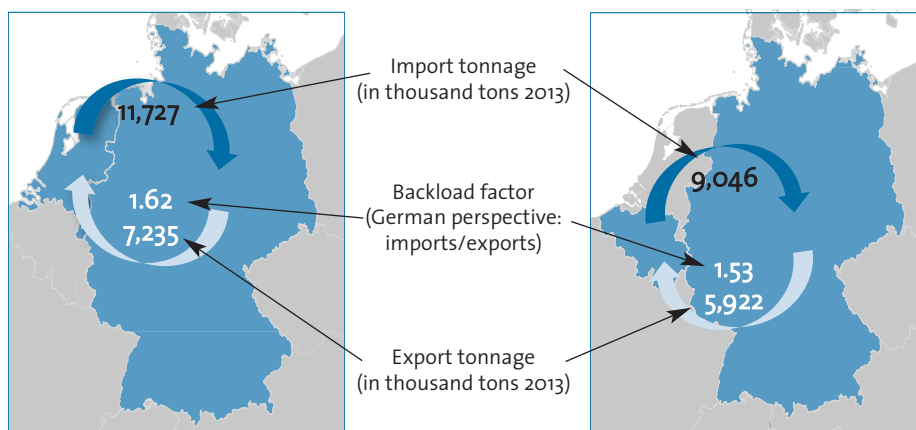 11,727
1.62
7,235
Import tonnage
(in thousand tons 2013)
Backload factor
(German perspective:
imports/exports)
Export tonnage
(in thousand tons 2013)
9,046
1.53
5,922